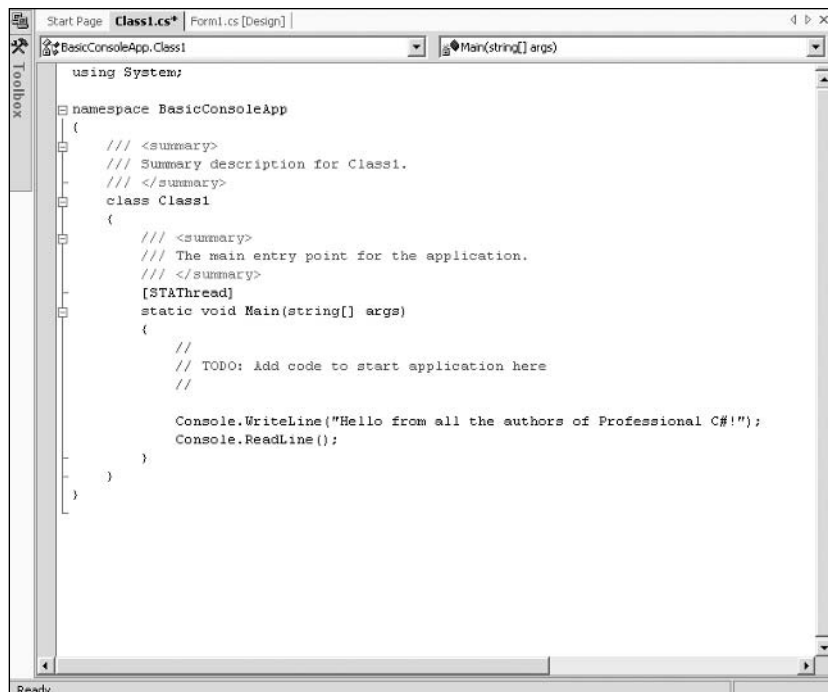 Start Page Class1.cs* Form1.cs [Design]
BasicConsoleApp.Class1 Main(string[] args)
Toolbox
using System;
namespace BasicConsoleApp
{
/// <summary>
/// Summary description for Class1.
/// </summary>
class Class1
{
/// <summary>
/// The main entry point for the application.
/// </summary>
[STAThread]
static void Main(string[] args)
{
//
// TODO: Add code to start application here
//
Console.WriteLine("Hello from all the authors of Professional C#!");
Console.ReadLine();
}
}
}
Ready